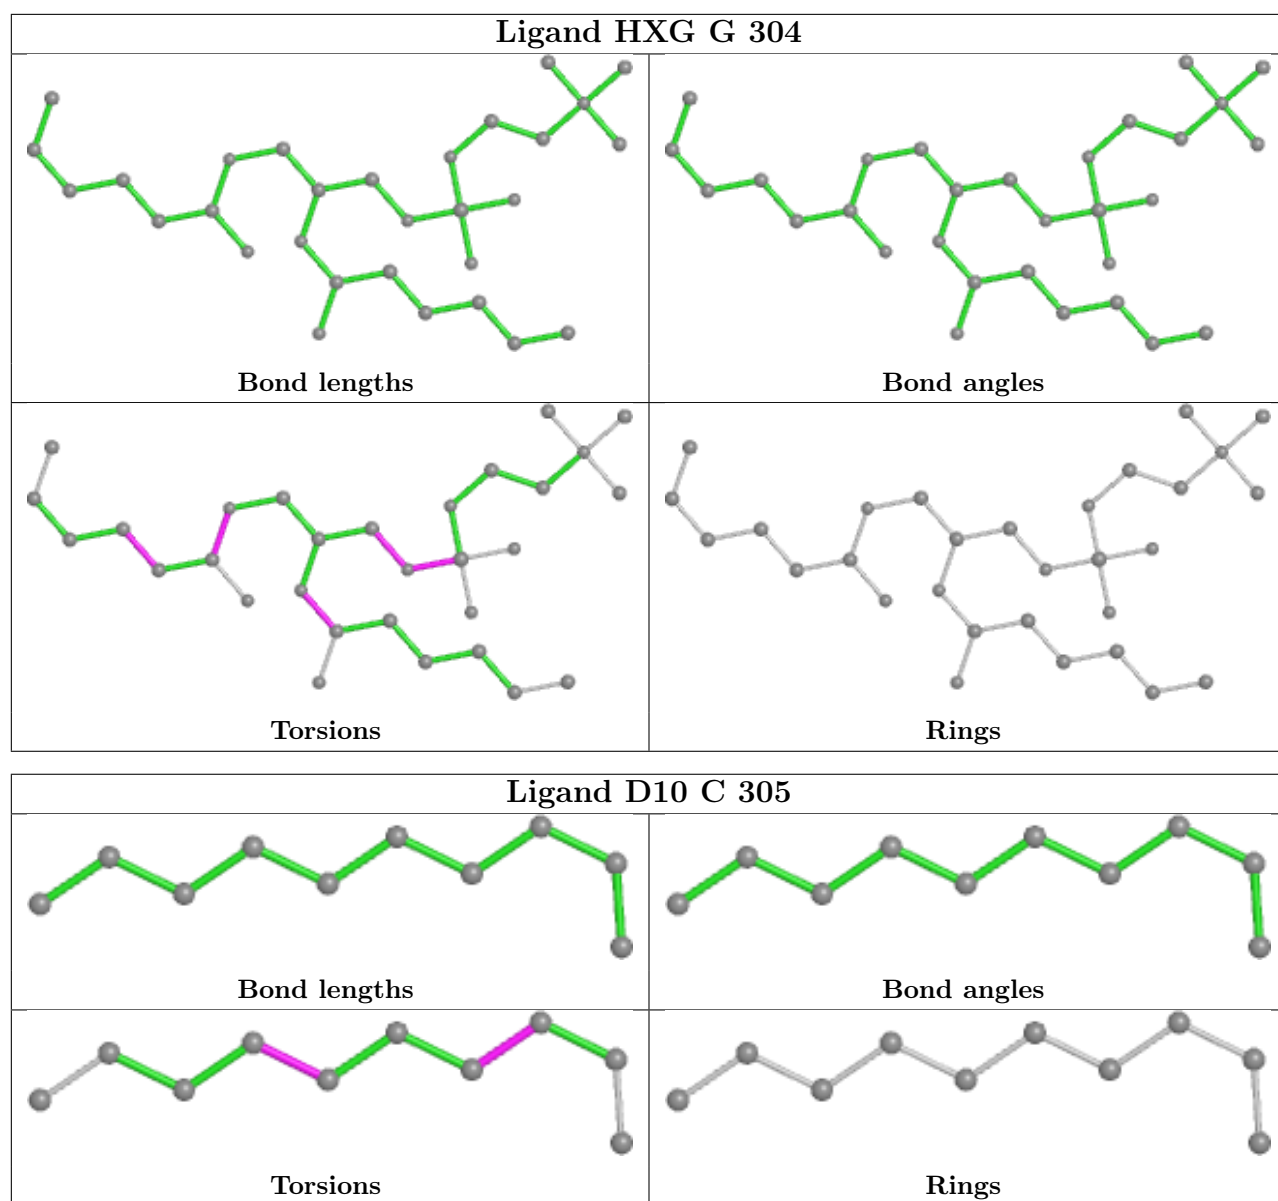 Ligand HXG G 304
Bond lengths
Bond angles
Torsions
Rings
Ligand D10 C 305
Bond lengths
Bond angles
Torsions
Rings